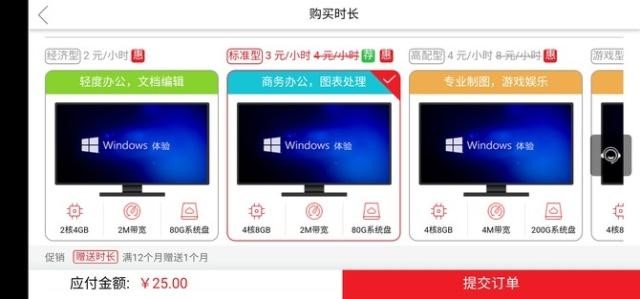 购买时长
经济型 2 元/小时 惠
标准型 3 元/小时 4 元/小时 荐 惠
高配型 4 元/小时 8 元/小时 惠
游戏型
轻度办公，文档编辑
商务办公，图表处理
专业制图，游戏娱乐
Windows 体验
Windows 体验
Windows 体验
2核4GB 2M带宽 80G系统盘
4核8GB 2M带宽 80G系统盘
4核8GB 4M带宽 200G系统盘
促销 赠送时长 满12个月赠送1个月
应付金额: ￥25.00
提交订单